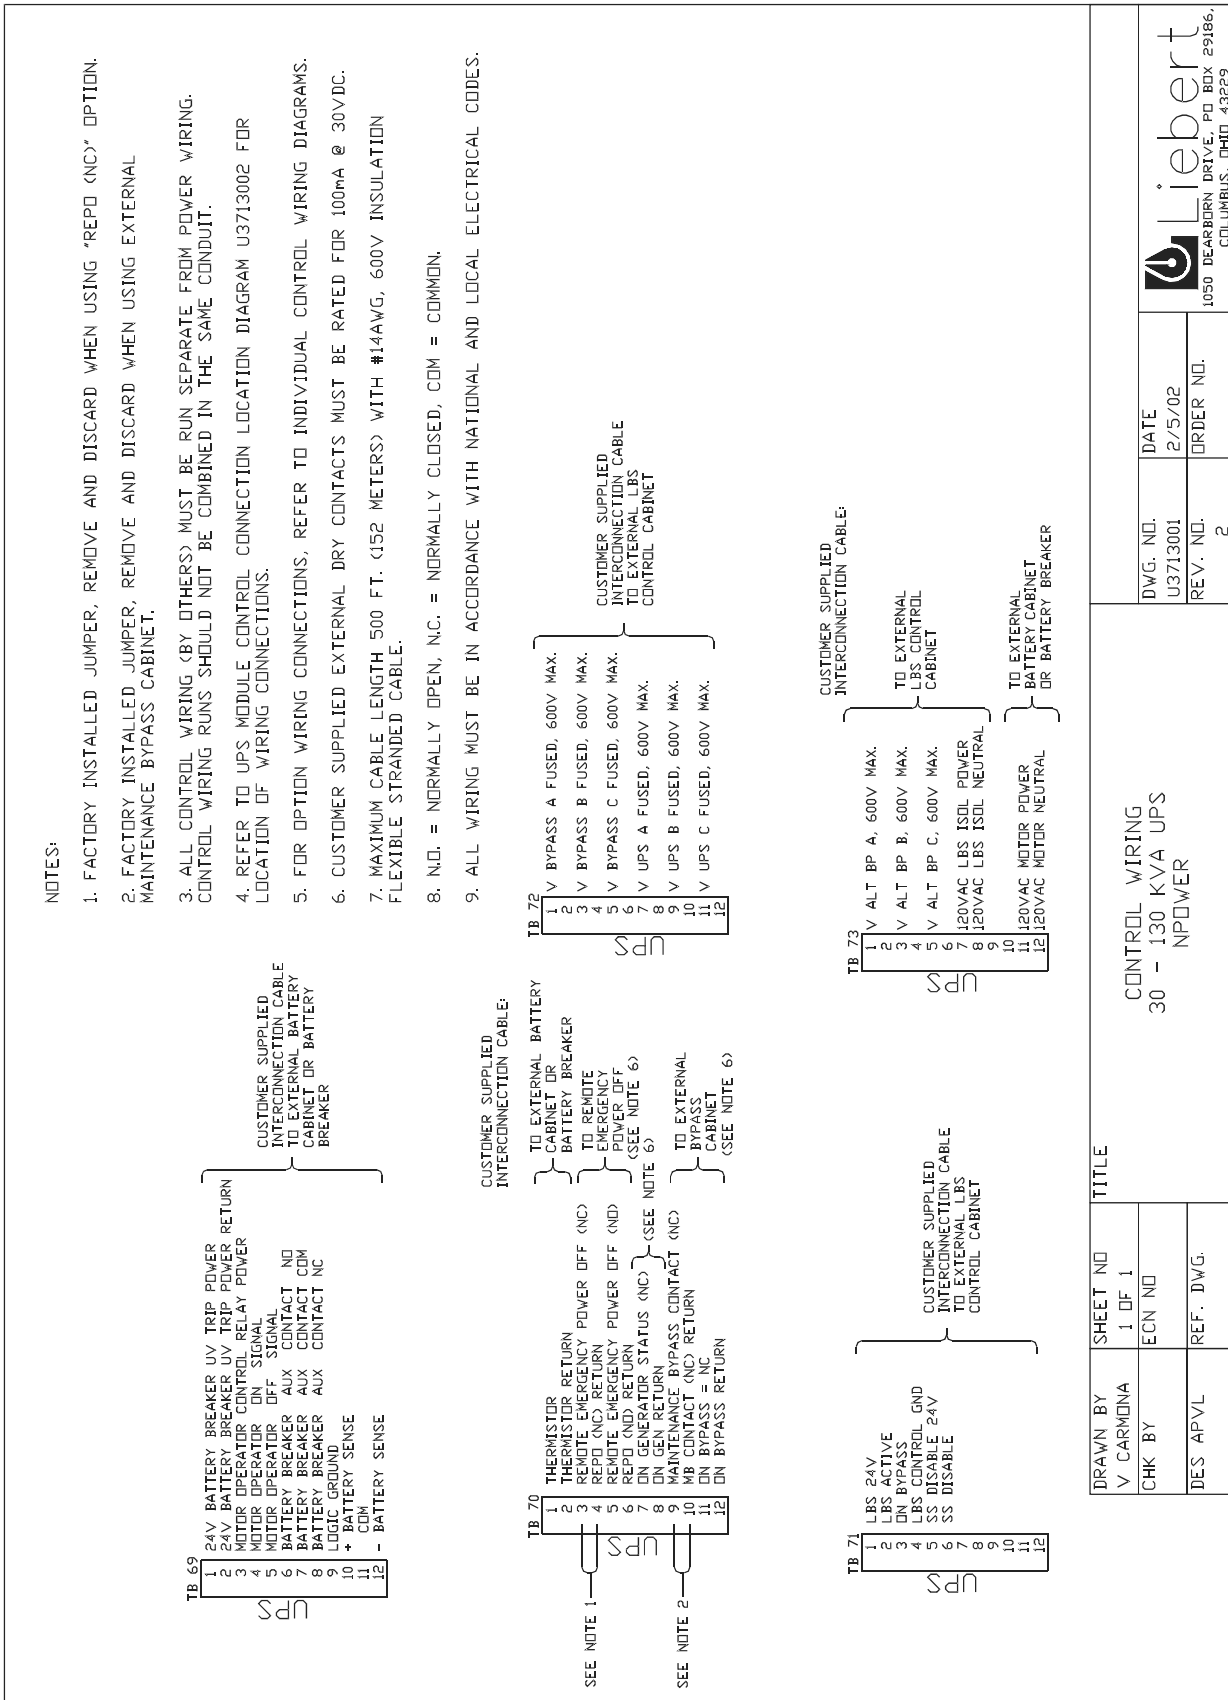 NOTES:
1. FACTORY INSTALLED JUMPER, REMOVE AND DISCARD WHEN USING "REPO (NC)" OPTION.
2. FACTORY INSTALLED JUMPER, REMOVE AND DISCARD WHEN USING EXTERNAL
MAINTENANCE BYPASS CABINET.
3. ALL CONTROL WIRING (BY OTHERS) MUST BE RUN SEPARATE FROM POWER WIRING.
CONTROL WIRING RUNS SHOULD NOT BE COMBINED IN THE SAME CONDUIT.
4. REFER TO UPS MODULE CONTROL CONNECTION LOCATION DIAGRAM U3713002 FOR
LOCATION OF WIRING CONNECTIONS.
5. FOR OPTION WIRING CONNECTIONS, REFER TO INDIVIDUAL CONTROL WIRING DIAGRAMS.
6. CUSTOMER SUPPLIED EXTERNAL DRY CONTACTS MUST BE RATED FOR 100mA @ 30VDC.
7. MAXIMUM CABLE LENGTH 500 FT. (152 METERS) WITH #14AWG, 600V INSULATION
FLEXIBLE STRANDED CABLE.
8. N.O. = NORMALLY OPEN, N.C. = NORMALLY CLOSED, COM = COMMON.
9. ALL WIRING MUST BE IN ACCORDANCE WITH NATIONAL AND LOCAL ELECTRICAL CODES.
TB 69
UPS
1 24V BATTERY BREAKER UV TRIP POWER
2 24V BATTERY BREAKER UV TRIP POWER RETURN
3 MOTOR OPERATOR CONTROL RELAY POWER
4 MOTOR OPERATOR ON SIGNAL
5 MOTOR OPERATOR OFF SIGNAL
6 BATTERY BREAKER AUX CONTACT NO
7 BATTERY BREAKER AUX CONTACT COM
8 BATTERY BREAKER AUX CONTACT NC
9 LOGIC GROUND
10 + BATTERY SENSE
11 COM
12 - BATTERY SENSE
CUSTOMER SUPPLIED
INTERCONNECTION CABLE
TO EXTERNAL BATTERY
CABINET OR BATTERY
BREAKER
CUSTOMER SUPPLIED
INTERCONNECTION CABLE:
TB 70
UPS
1 THERMISTOR
2 THERMISTOR RETURN
3 REMOTE EMERGENCY POWER OFF (NC)
4 REPO (NC) RETURN
5 REMOTE EMERGENCY POWER OFF (NO)
6 REPO (NO) RETURN
7 ON GENERATOR STATUS (NC)
8 ON GEN RETURN
9 MAINTENANCE BYPASS CONTACT (NC)
10 MB CONTACT (NC) RETURN
11 ON BYPASS = NC
12 ON BYPASS RETURN
SEE NOTE 1
SEE NOTE 2
TO EXTERNAL BATTERY
CABINET OR
BATTERY BREAKER
TO REMOTE
EMERGENCY
POWER OFF
(SEE NOTE 6)
(SEE NOTE 6)
TO EXTERNAL
BYPASS
CABINET
(SEE NOTE 6)
TB 72
UPS
1 V BYPASS A FUSED, 600V MAX.
2
3 V BYPASS B FUSED, 600V MAX.
4
5 V BYPASS C FUSED, 600V MAX.
6
7 V UPS A FUSED, 600V MAX.
8
9 V UPS B FUSED, 600V MAX.
10
11 V UPS C FUSED, 600V MAX.
12
CUSTOMER SUPPLIED
INTERCONNECTION CABLE
TO EXTERNAL LBS
CONTROL CABINET
TB 71
UPS
1 LBS 24V
2 LBS ACTIVE
3 ON BYPASS
4 LBS CONTROL GND
5 SS DISABLE 24V
6 SS DISABLE
7
8
9
10
11
12
CUSTOMER SUPPLIED
INTERCONNECTION CABLE
TO EXTERNAL LBS
CONTROL CABINET
TB 73
UPS
1 V ALT BP A, 600V MAX.
2
3 V ALT BP B, 600V MAX.
4
5 V ALT BP C, 600V MAX.
6
7 120VAC LBS ISOL POWER
8 120VAC LBS ISOL NEUTRAL
9
10
11 120VAC MOTOR POWER
12 120VAC MOTOR NEUTRAL
CUSTOMER SUPPLIED
INTERCONNECTION CABLE:
TO EXTERNAL
LBS CONTROL
CABINET
TO EXTERNAL
BATTERY CABINET
OR BATTERY BREAKER
DRAWN BY
V CARMONA
CHK BY
DES APVL
SHEET NO
1 OF 1
ECN NO
REF. DWG.
TITLE
CONTROL WIRING
30 - 130 KVA UPS
NPOWER
DWG. NO.
U3713001
REV. NO.
2
DATE
2/5/02
ORDER NO.
Liebert
1050 DEARBORN DRIVE, PO BOX 29186,
COLUMBUS, OHIO 43229